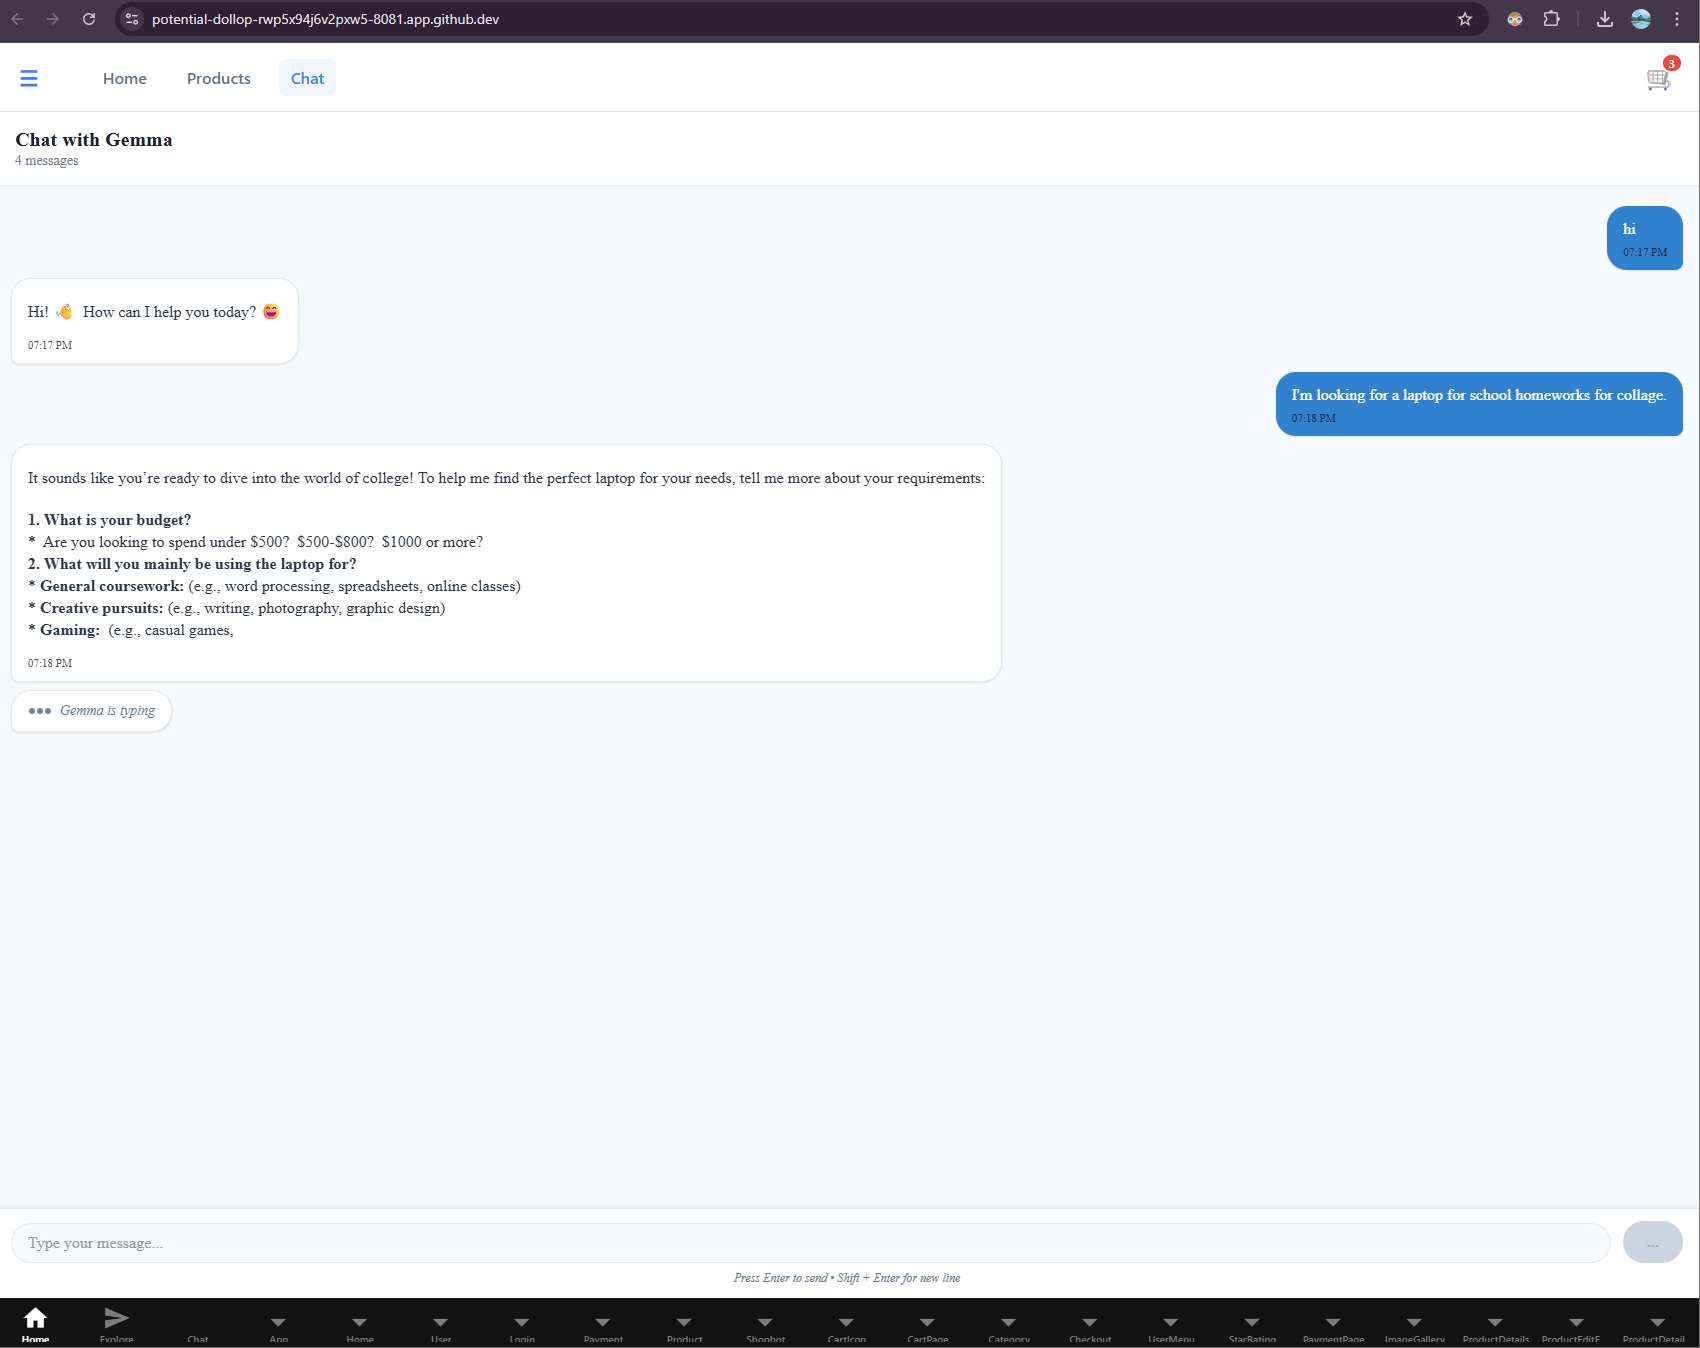 potential-dollop-rwp5x94j6v2pxw5-8081.app.github.dev
Home
Products
Chat
3
Chat with Gemma
4 messages
hi
07:17 PM
Hi! 👋 How can I help you today? 😄
07:17 PM
I'm looking for a laptop for school homeworks for collage.
07:18 PM
It sounds like you’re ready to dive into the world of college! To help me find the perfect laptop for your needs, tell me more about your requirements:
1. What is your budget?
* Are you looking to spend under $500? $500-$800? $1000 or more?
2. What will you mainly be using the laptop for?
* General coursework: (e.g., word processing, spreadsheets, online classes)
* Creative pursuits: (e.g., writing, photography, graphic design)
* Gaming: (e.g., casual games,
07:18 PM
Gemma is typing
Type your message...
...
Press Enter to send • Shift + Enter for new line
Home
Explore
Chat
App
Home
User
Login
Payment
Product
Shopbot
CartIcon
CartPage
Category
Checkout
UserMenu
StarRating
PaymentPage
ImageGallery
ProductDetails
ProductEditF
ProductDetail